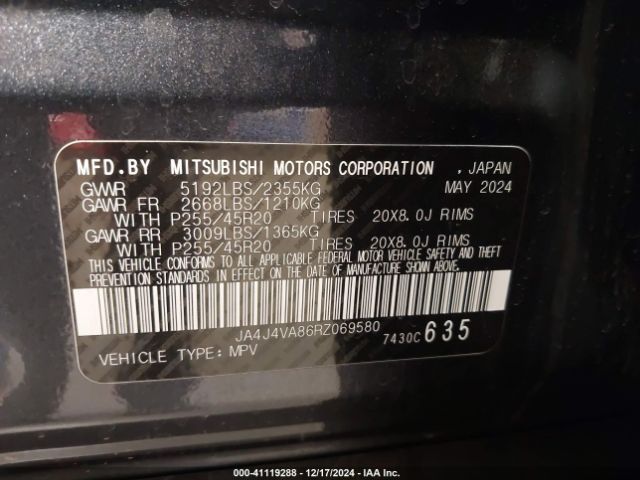 MFD.BY MITSUBISHI MOTORS CORPORATION , JAPAN
GVWR 5192LBS/2355KG MAY 2024
GAWR FR 2668LBS/1210KG
WITH P255/45R20 TIRES 20X8.0J RIMS
GAWR RR 3009LBS/1365KG
WITH P255/45R20 TIRES 20X8.0J RIMS
THIS VEHICLE CONFORMS TO ALL APPLICABLE FEDERAL MOTOR VEHICLE SAFETY AND THEFT
PREVENTION STANDARDS IN EFFECT ON THE DATE OF MANUFACTURE SHOWN ABOVE.
JA4J4VA86RZ069580
VEHICLE TYPE: MPV 7430C 635
000-41119288 - 12/17/2024 - IAA Inc.